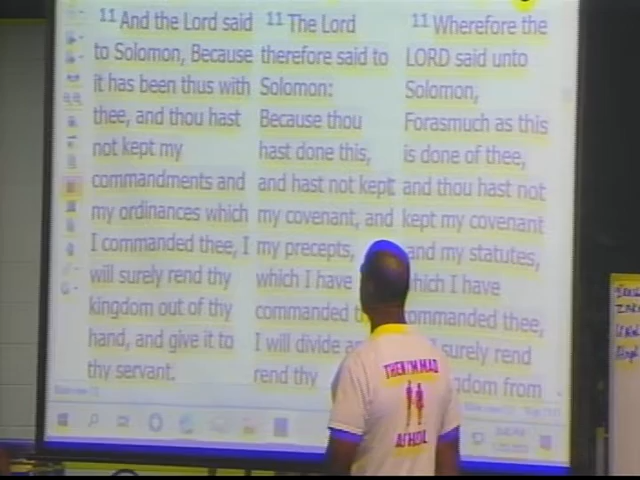 11 And the Lord said
to Solomon, Because
it has been thus with
thee, and thou hast
not kept my
commandments and
my ordinances which
I commanded thee, I
will surely rend thy
kingdom out of thy
hand, and give it to
thy servant.
11 The Lord
therefore said to
Solomon:
Because thou
hast done this,
and hast not kept
my covenant, and
my precepts,
which I have
commanded
I will divide
rend thy
11 Wherefore the
LORD said unto
Solomon,
Forasmuch as this
is done of thee,
and thou hast not
kept my covenant
and my statutes,
which I have
commanded thee,
surely rend
from
THEN I'M MAD